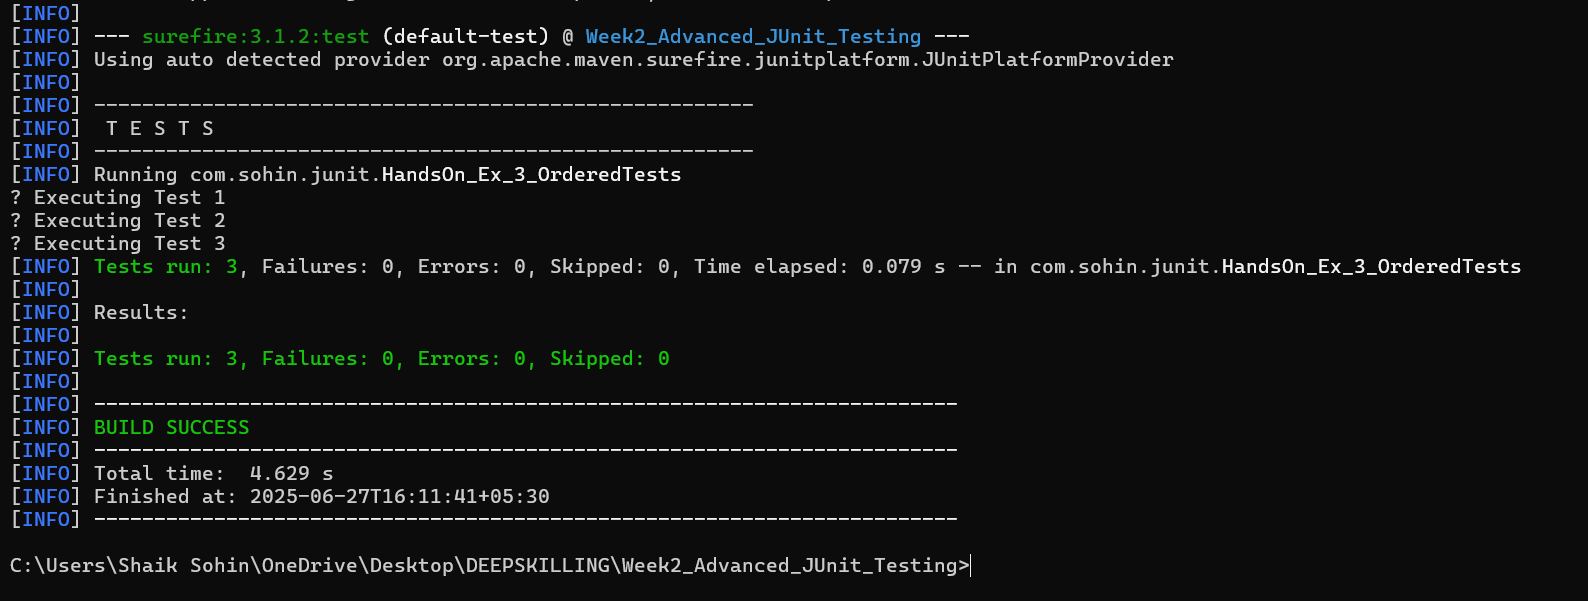 [INFO]
[INFO] --- surefire:3.1.2:test (default-test) @ Week2_Advanced_JUnit_Testing ---
[INFO] Using auto detected provider org.apache.maven.surefire.junitplatform.JUnitPlatformProvider
[INFO]
[INFO] -------------------------------------------------------
[INFO]  T E S T S
[INFO] -------------------------------------------------------
[INFO] Running com.sohin.junit.HandsOn_Ex_3_OrderedTests
? Executing Test 1
? Executing Test 2
? Executing Test 3
[INFO] Tests run: 3, Failures: 0, Errors: 0, Skipped: 0, Time elapsed: 0.079 s -- in com.sohin.junit.HandsOn_Ex_3_OrderedTests
[INFO]
[INFO] Results:
[INFO]
[INFO] Tests run: 3, Failures: 0, Errors: 0, Skipped: 0
[INFO]
[INFO] ------------------------------------------------------------------------
[INFO] BUILD SUCCESS
[INFO] ------------------------------------------------------------------------
[INFO] Total time:  4.629 s
[INFO] Finished at: 2025-06-27T16:11:41+05:30
[INFO] ------------------------------------------------------------------------
C:\Users\Shaik Sohin\OneDrive\Desktop\DEEPSKILLING\Week2_Advanced_JUnit_Testing>